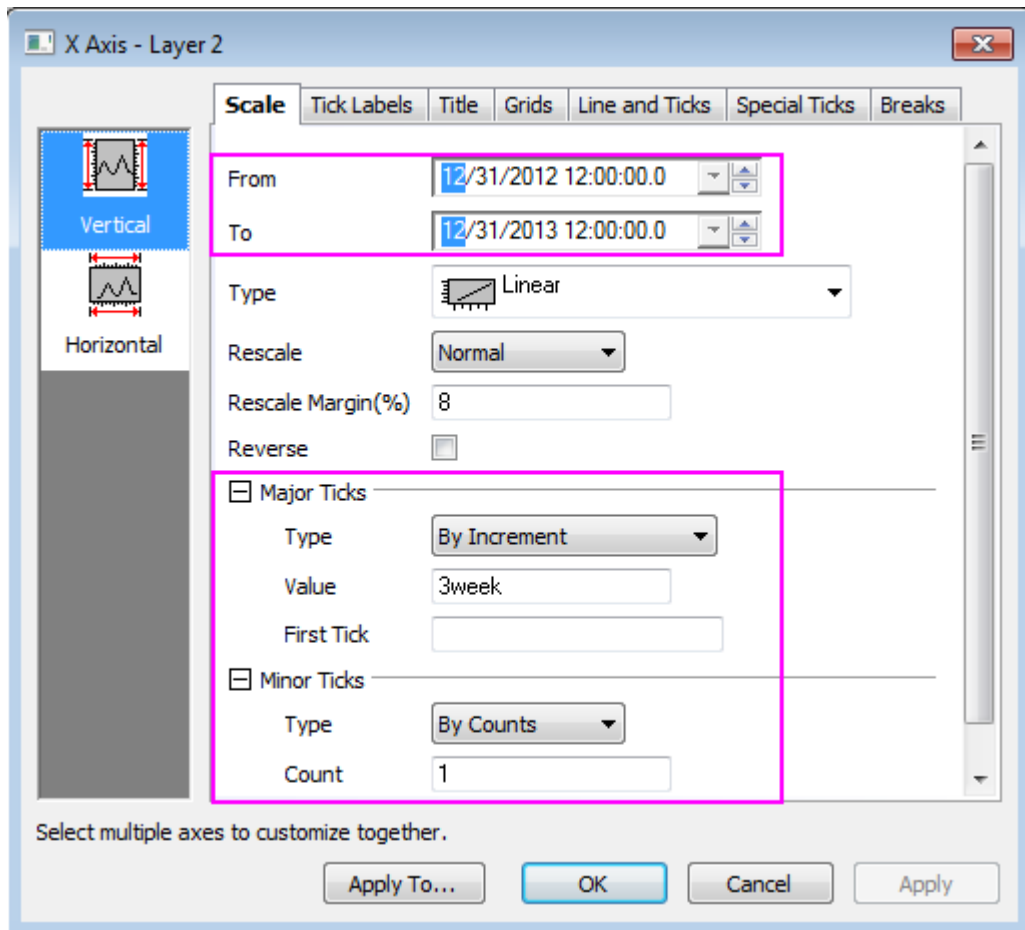 X Axis - Layer 2
Scale Tick Labels Title Grids Line and Ticks Special Ticks Breaks
Vertical
Horizontal
From 12/31/2012 12:00:00.0
To 12/31/2013 12:00:00.0
Type Linear
Rescale Normal
Rescale Margin(%) 8
Reverse
Major Ticks
Type By Increment
Value 3week
First Tick
Minor Ticks
Type By Counts
Count 1
Select multiple axes to customize together.
Apply To... OK Cancel Apply